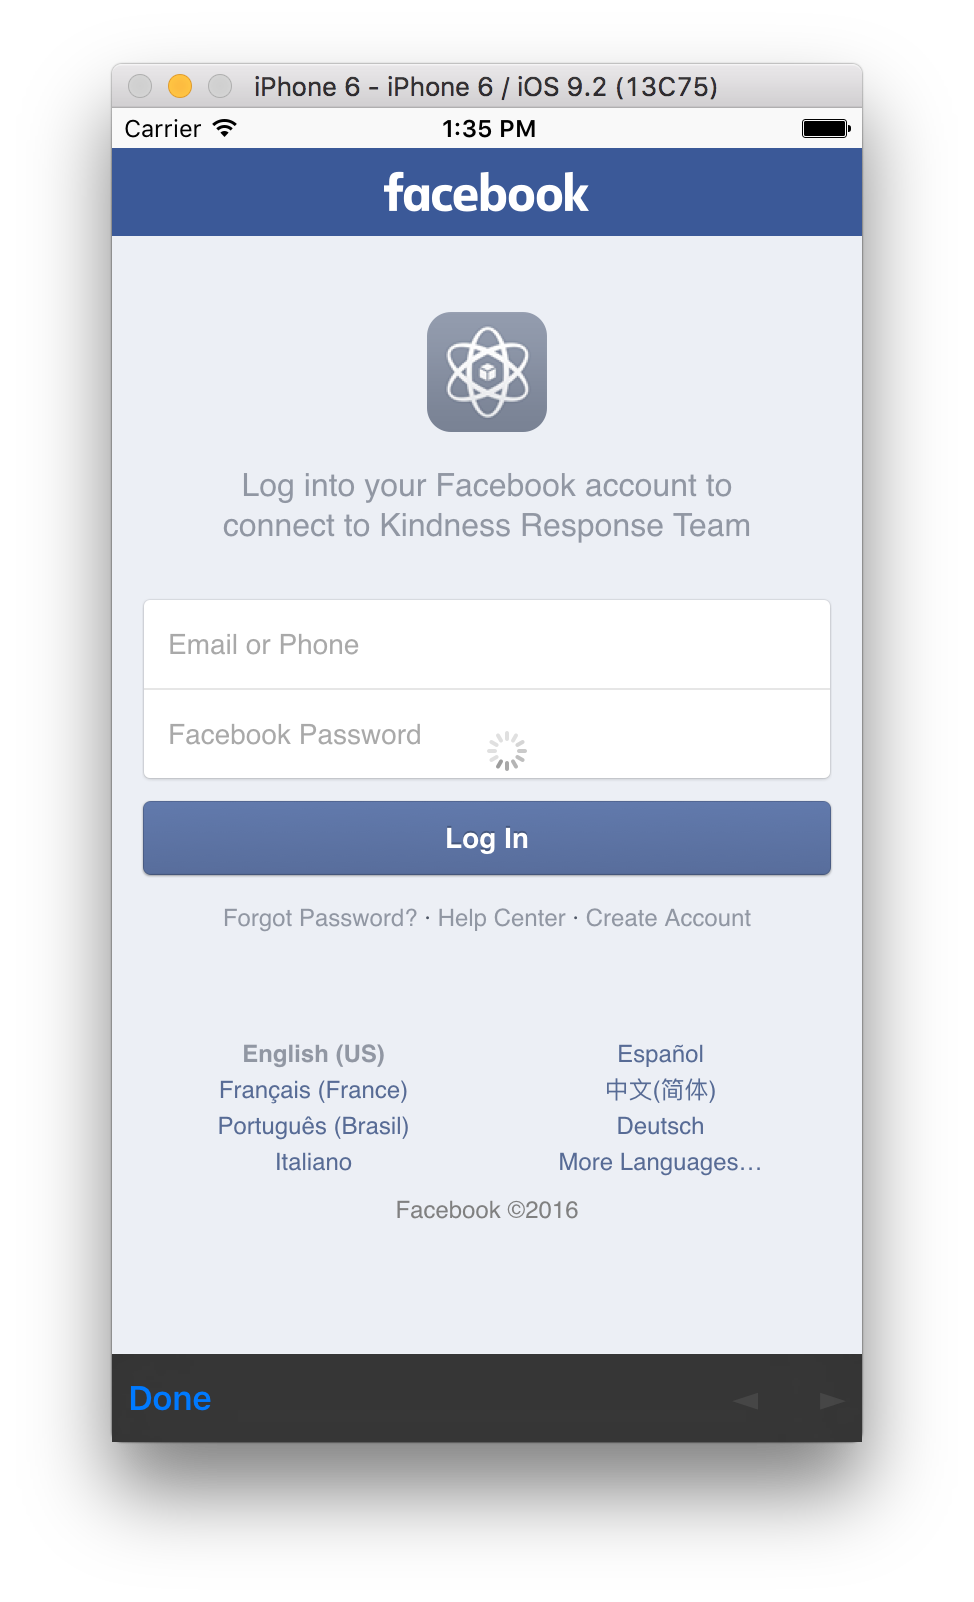 iPhone 6 - iPhone 6 / iOS 9.2 (13C75)
Carrier 1:35 PM
facebook
Log into your Facebook account to
connect to Kindness Response Team
Email or Phone
Facebook Password
Log In
Forgot Password? · Help Center · Create Account
English (US) Español
Français (France) 中文(简体)
Português (Brasil) Deutsch
Italiano More Languages...
Facebook ©2016
Done